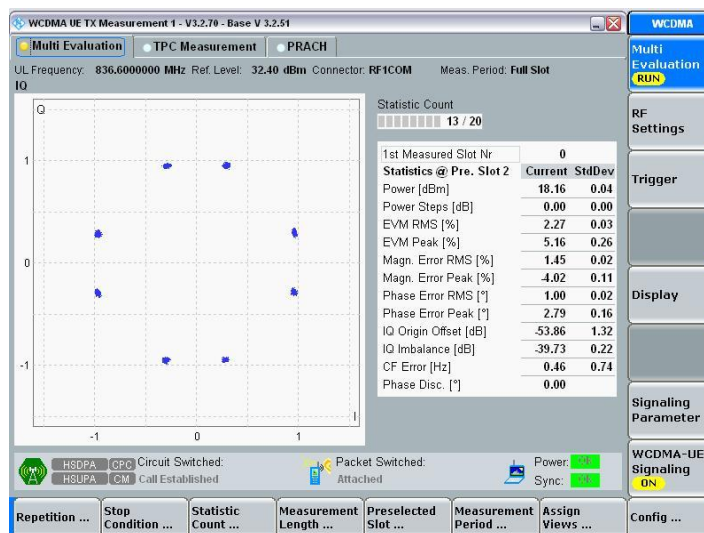 WCDMA UE TX Measurement 1 - V3.2.70 - Base V 3.2.51
WCDMA
Multi Evaluation
TPC Measurement
PRACH
Multi Evaluation RUN
UL Frequency: 836.6000000 MHz Ref. Level: 32.40 dBm Connector: RF1COM Meas. Period: Full Slot
IQ
Q
1
0
-1
-1 0 1
I
Statistic Count
13 / 20
1st Measured Slot Nr 0
Statistics @ Pre. Slot 2 Current StdDev
Power [dBm] 18.16 0.04
Power Steps [dB] 0.00 0.00
EVM RMS [%] 2.27 0.03
EVM Peak [%] 5.16 0.26
Magn. Error RMS [%] 1.45 0.02
Magn. Error Peak [%] -4.02 0.11
Phase Error RMS [°] 1.00 0.02
Phase Error Peak [°] 2.79 0.16
IQ Origin Offset [dB] -53.86 1.32
IQ Imbalance [dB] -39.73 0.22
CF Error [Hz] 0.46 0.74
Phase Disc. [°] 0.00
RF Settings
Trigger
Display
Signaling Parameter
WCDMA-UE Signaling ON
HSDPA CPC Circuit Switched: Packet Switched: Power:
HSUPA CM Call Established Attached Sync:
Repetition ...
Stop Condition ...
Statistic Count ...
Measurement Length ...
Preselected Slot ...
Measurement Period ...
Assign Views ...
Config ...